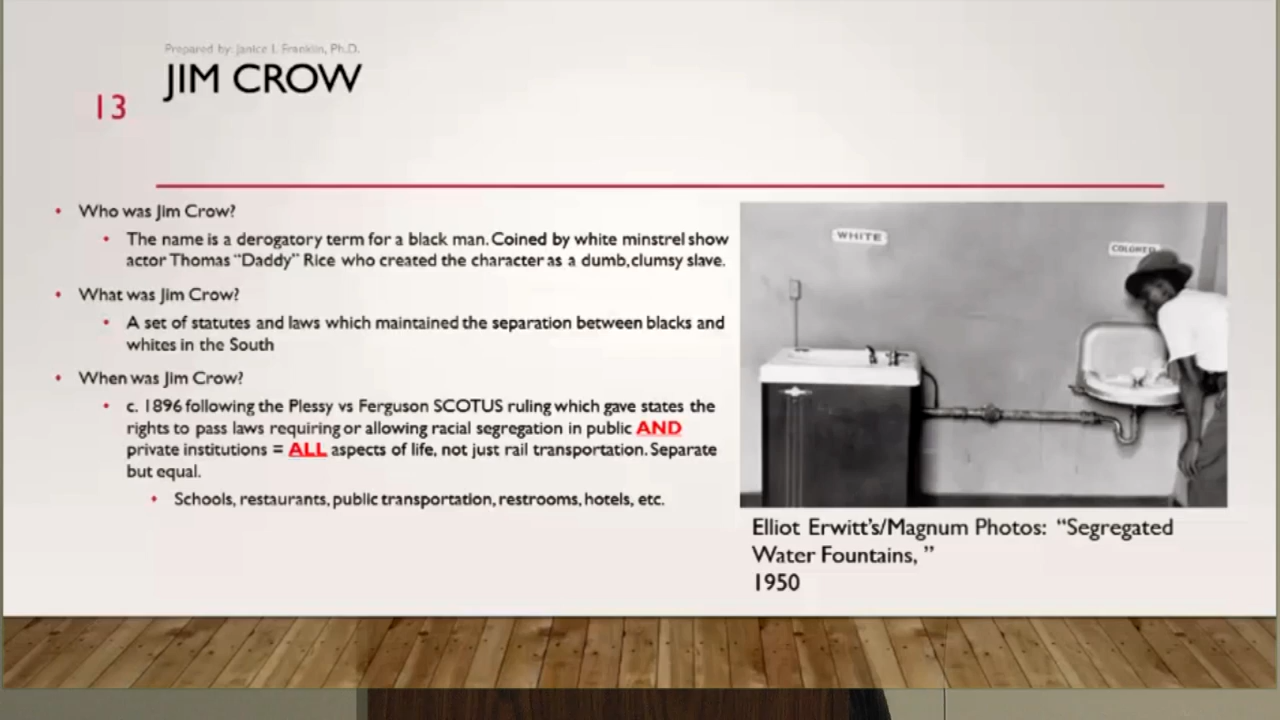 Prepared by: Janice I. Franklin, Ph.D.
JIM CROW
13
• Who was Jim Crow?
• The name is a derogatory term for a black man. Coined by white minstrel show
actor Thomas “Daddy” Rice who created the character as a dumb, clumsy slave.
• What was Jim Crow?
• A set of statutes and laws which maintained the separation between blacks and
whites in the South
• When was Jim Crow?
• c. 1896 following the Plessy vs Ferguson SCOTUS ruling which gave states the
rights to pass laws requiring or allowing racial segregation in public AND
private institutions = ALL aspects of life, not just rail transportation. Separate
but equal.
• Schools, restaurants, public transportation, restrooms, hotels, etc.
WHITE
COLORED
Elliot Erwitt’s/Magnum Photos: “Segregated
Water Fountains, ”
1950